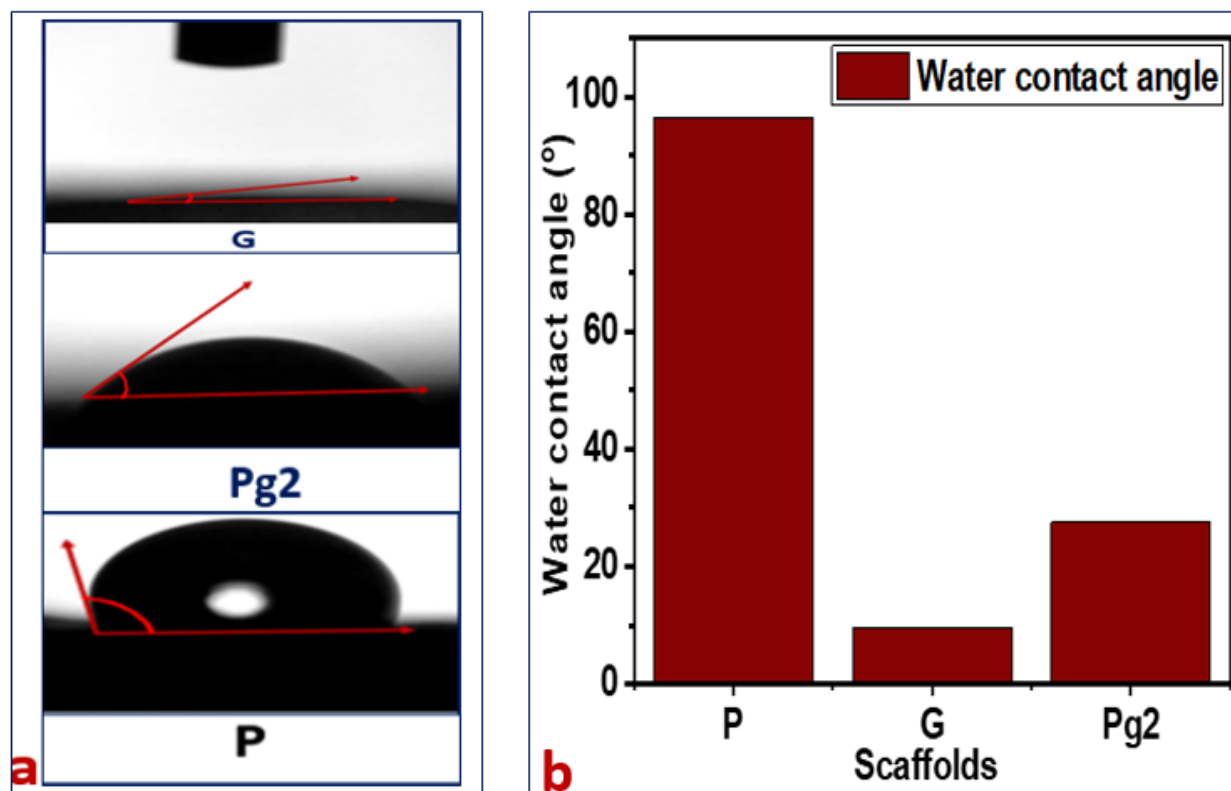 G
Pg2
P
a
Water contact angle
Water contact angle (º)
100
80
60
40
20
0
P G Pg2
Scaffolds
b